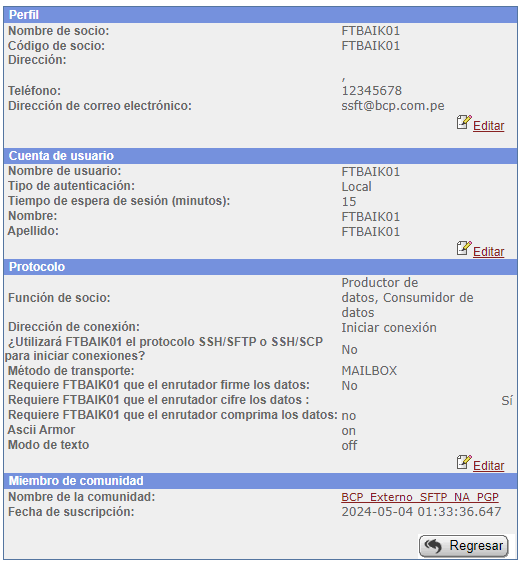 Perfil
Nombre de socio: FTBAIK01
Código de socio: FTBAIK01
Dirección:
,
Teléfono: 12345678
Dirección de correo electrónico: ssft@bcp.com.pe
Editar
Cuenta de usuario
Nombre de usuario: FTBAIK01
Tipo de autenticación: Local
Tiempo de espera de sesión (minutos): 15
Nombre: FTBAIK01
Apellido: FTBAIK01
Editar
Protocolo
Función de socio: Productor de
datos, Consumidor de
datos
Dirección de conexión: Iniciar conexión
¿Utilizará FTBAIK01 el protocolo SSH/SFTP o SSH/SCP
para iniciar conexiones? No
Método de transporte: MAILBOX
Requiere FTBAIK01 que el enrutador firme los datos: No
Requiere FTBAIK01 que el enrutador cifre los datos : Sí
Requiere FTBAIK01 que el enrutador comprima los datos: no
Ascii Armor on
Modo de texto off
Editar
Miembro de comunidad
Nombre de la comunidad: BCP_Externo_SFTP_NA_PGP
Fecha de suscripción: 2024-05-04 01:33:36.647
Regresar